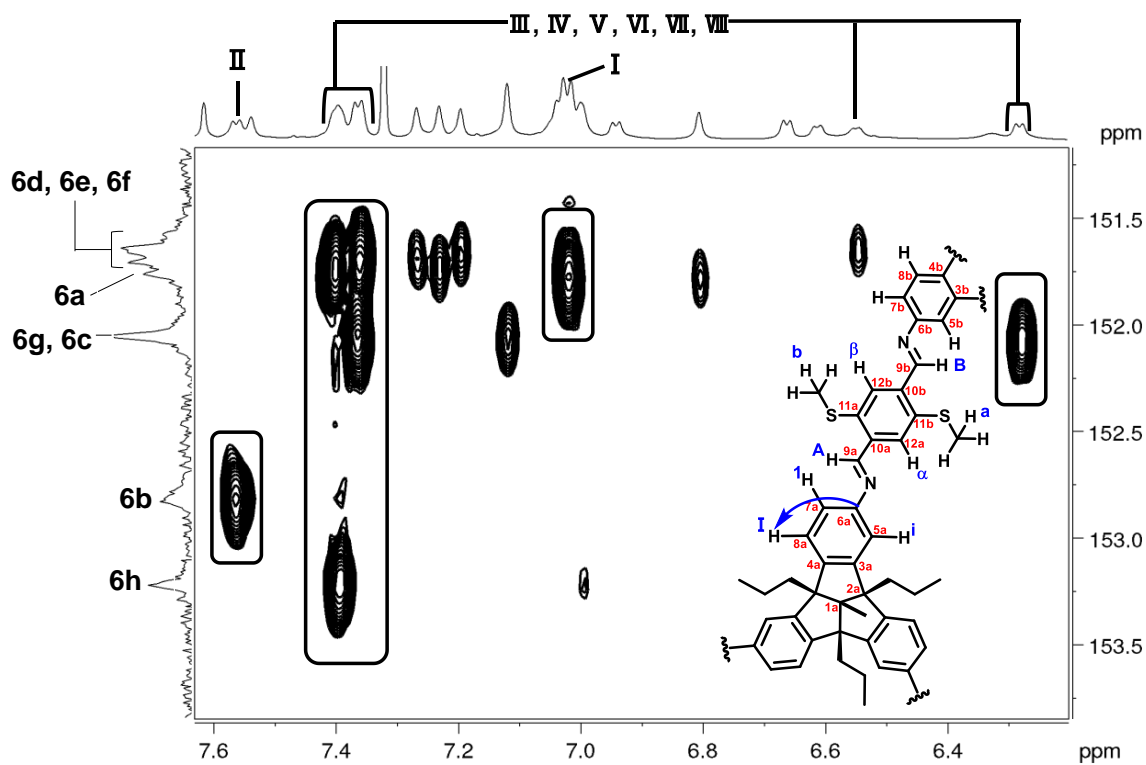 Ⅲ, Ⅳ, Ⅴ, Ⅵ, Ⅶ, Ⅷ
Ⅱ
Ⅰ
ppm
6d, 6e, 6f
6a
6g, 6c
6b
6h
151.5
152.0
152.5
153.0
153.5
7.6 7.4 7.2 7.0 6.8 6.6 6.4 ppm
H 4b
8b
3b
H 7b
6b 5b
N H
b H β H
9b H B
H 12b 10b
S 11a 11b S H a
12a H
A H 9a 10a H
H α
1 H N
7a 6a
Ⅰ H 5a H i
8a
4a 3a
2a
1a